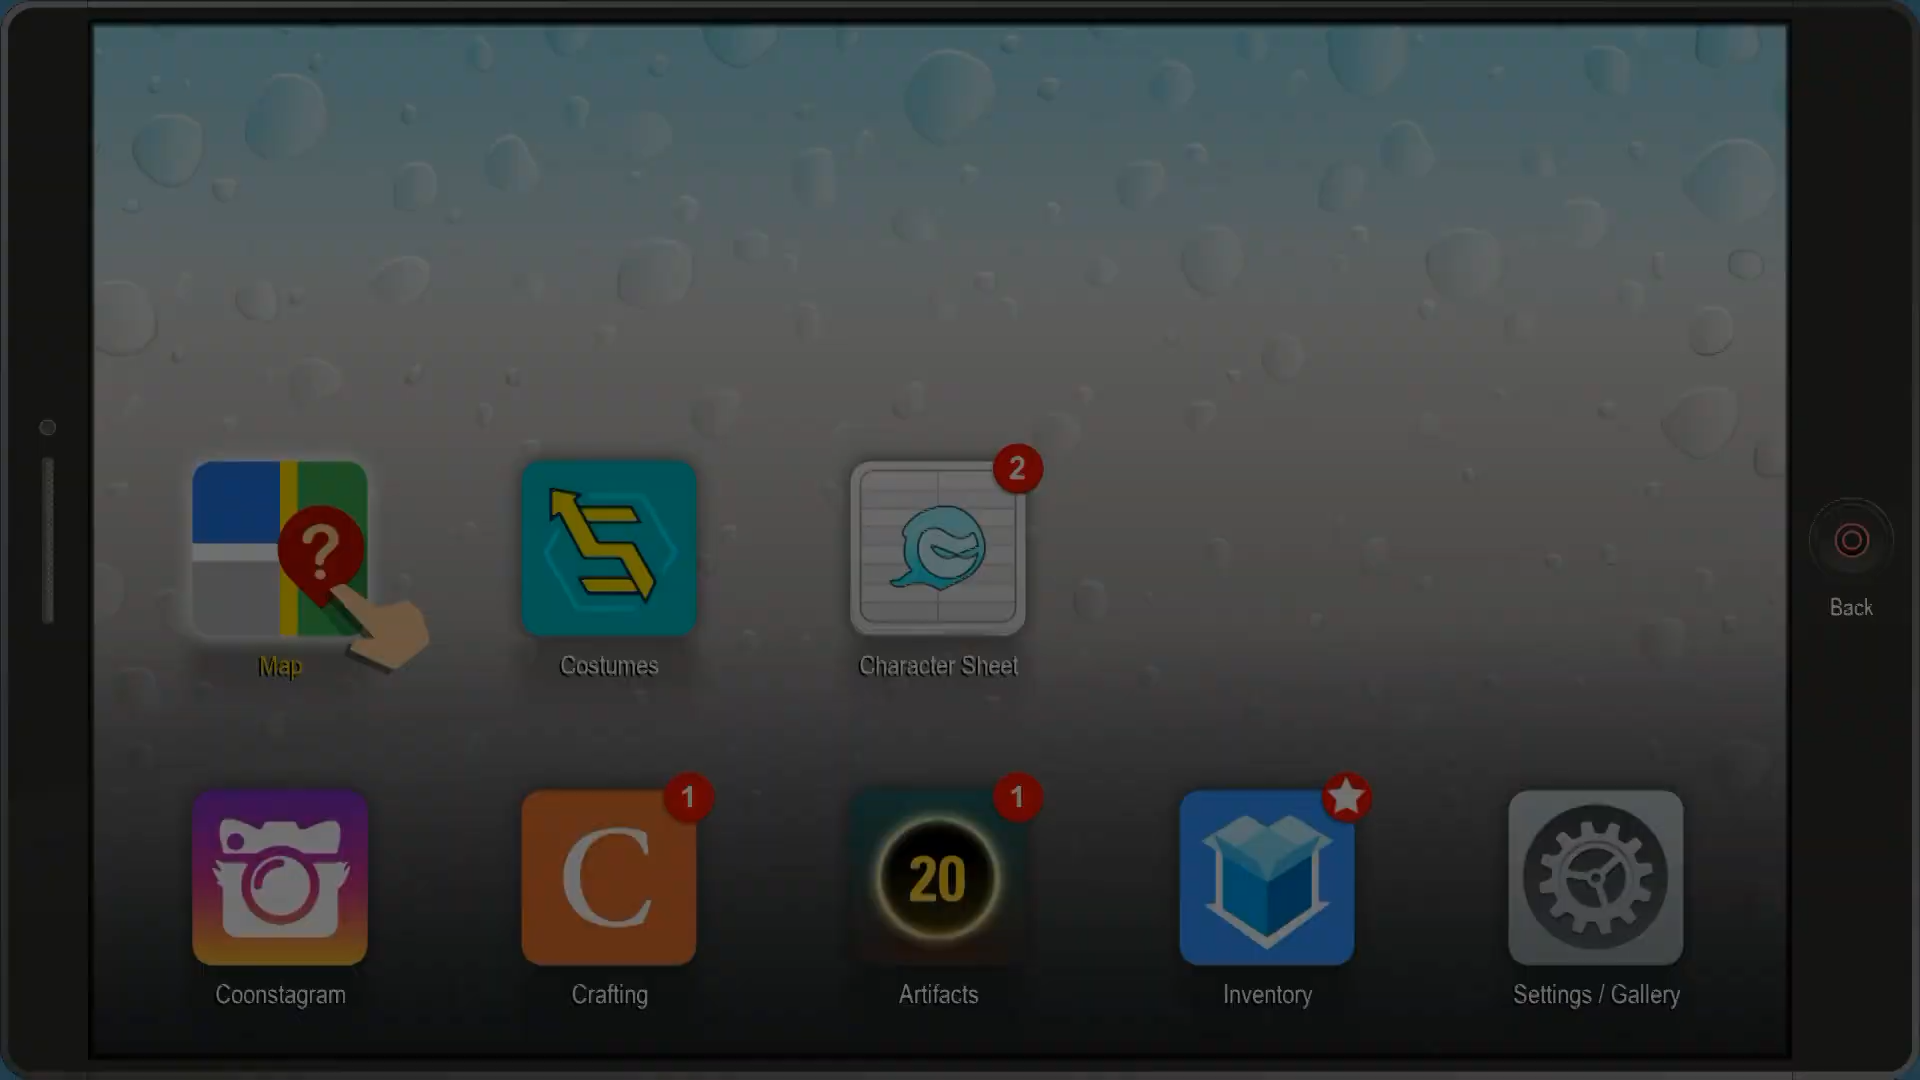 2
?
Map
Costumes
Character Sheet
Back
1
1
C
20
Coonstagram
Crafting
Artifacts
Inventory
Settings / Gallery